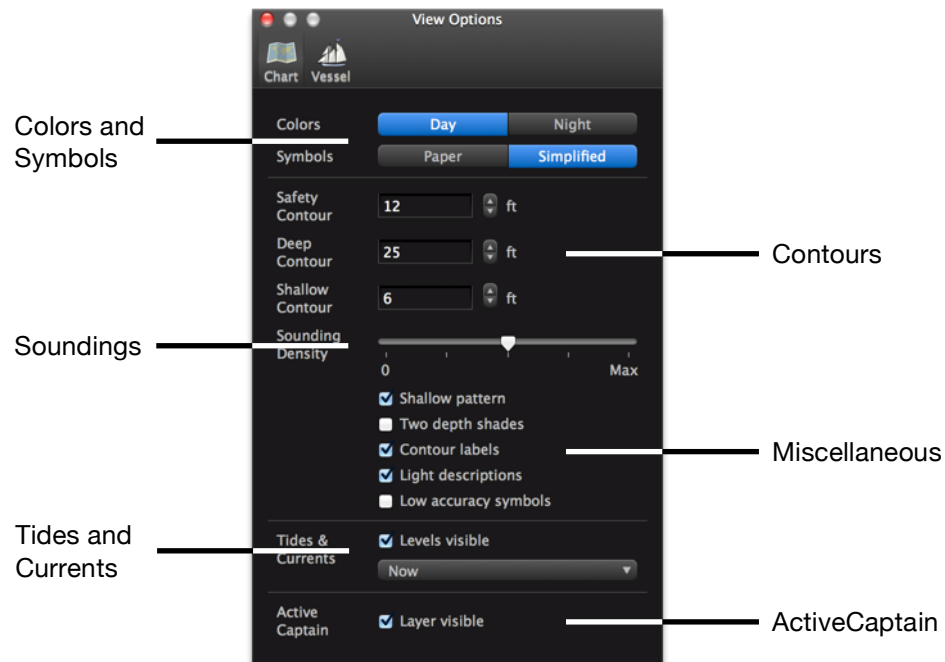 View Options
Chart Vessel
Colors and
Symbols
Colors Day Night
Symbols Paper Simplified
Safety
Contour 12 ft
Deep
Contour 25 ft
Contours
Shallow
Contour 6 ft
Soundings
Sounding
Density
0 Max
Shallow pattern
Two depth shades
Contour labels
Miscellaneous
Light descriptions
Low accuracy symbols
Tides and
Currents
Tides &
Currents
Levels visible
Now
Active
Captain
Layer visible
ActiveCaptain